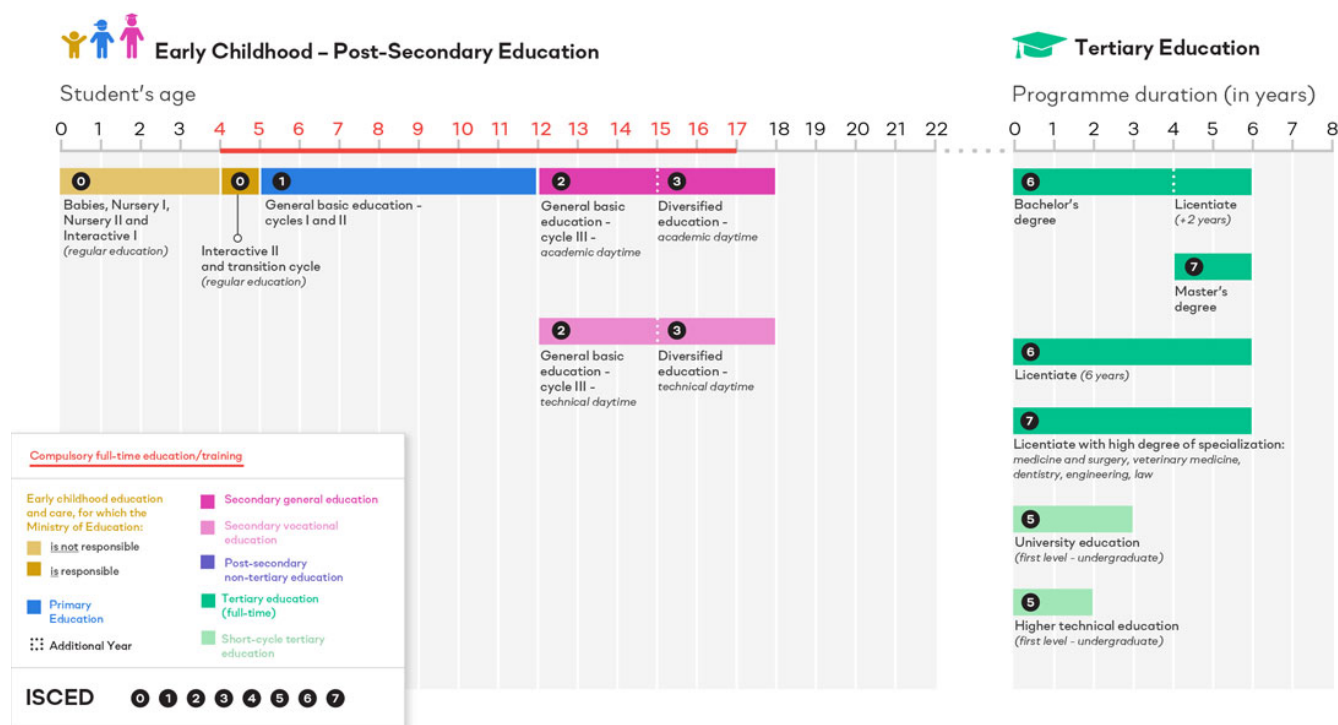 Early Childhood – Post-Secondary Education
Student's age
0 1 2 3 4 5 6 7 8 9 10 11 12 13 14 15 16 17 18 19 20 21 22
0
Babies, Nursery I,
Nursery II and
Interactive I
(regular education)
0
Interactive II
and transition cycle
(regular education)
1
General basic education -
cycles I and II
2
General basic
education -
cycle III -
academic daytime
3
Diversified
education -
academic daytime
2
General basic
education -
cycle III -
technical daytime
3
Diversified
education -
technical daytime
Tertiary Education
Programme duration (in years)
0 1 2 3 4 5 6 7 8
6
Bachelor's
degree
Licentiate
(+2 years)
7
Master's
degree
6
Licentiate (6 years)
7
Licentiate with high degree of specialization:
medicine and surgery, veterinary medicine,
dentistry, engineering, law
5
University education
(first level - undergraduate)
5
Higher technical education
(first level - undergraduate)
Compulsory full-time education/training
Early childhood education
and care, for which the
Ministry of Education:
is not responsible
is responsible
Primary
Education
Additional Year
Secondary general education
Secondary vocational
education
Post-secondary
non-tertiary education
Tertiary education
(full-time)
Short-cycle tertiary
education
ISCED 0 1 2 3 4 5 6 7